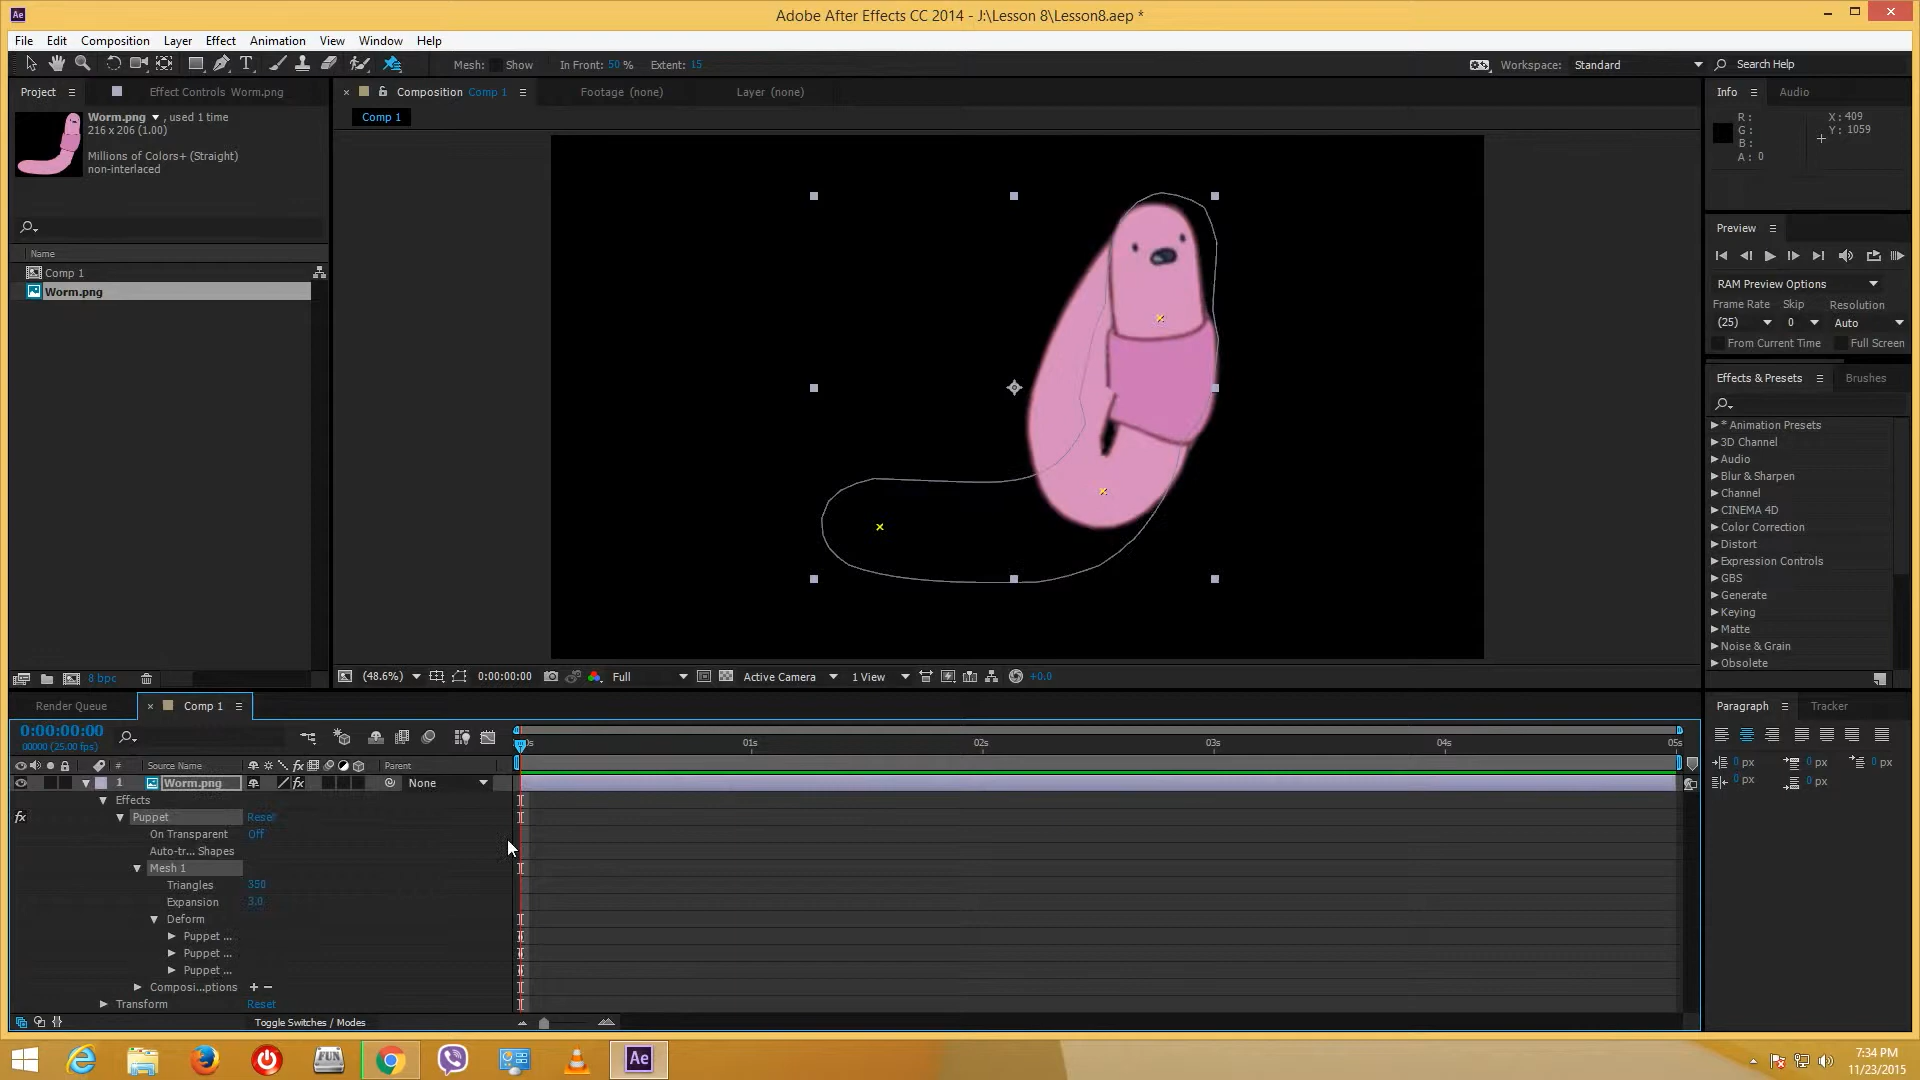 Adobe After Effects CC 2014 - J:\Lesson 8\Lesson8.aep *
File Edit Composition Layer Effect Animation View Window Help
Mesh: Show In Front: 50 % Extent: 15 Workspace: Standard Search Help
Project Effect Controls Worm.png
Worm.png , used 1 time
216 x 206 (1.00)
Millions of Colors+ (Straight)
non-interlaced
Name
Comp 1
Worm.png
8 bpc
Composition Comp 1 Footage (none) Layer (none)
Comp 1
(48.6%) 0:00:00:00 Full Active Camera 1 View +0.0
Info Audio
R : X : 409
G : Y : 1059
B :
A : 0
Preview
RAM Preview Options
Frame Rate Skip Resolution
(25) 0 Auto
From Current Time Full Screen
Effects & Presets Brushes
* Animation Presets
3D Channel
Audio
Blur & Sharpen
Channel
CINEMA 4D
Color Correction
Distort
Expression Controls
GBS
Generate
Keying
Matte
Noise & Grain
Obsolete
Render Queue Comp 1
0:00:00:00
00000 (25.00 fps)
0s 01s 02s 03s 04s 05s
# Source Name Parent
1 Worm.png None
Effects
fx Puppet Reset
On Transparent Off
Auto-tr... Shapes
Mesh 1
Triangles 350
Expansion 3.0
Deform
Puppet ...
Puppet ...
Puppet ...
Composi...ptions + −
Transform Reset
Toggle Switches / Modes
Paragraph Tracker
0 px 0 px 0 px
0 px 0 px
Ae
7:34 PM
11/23/2015